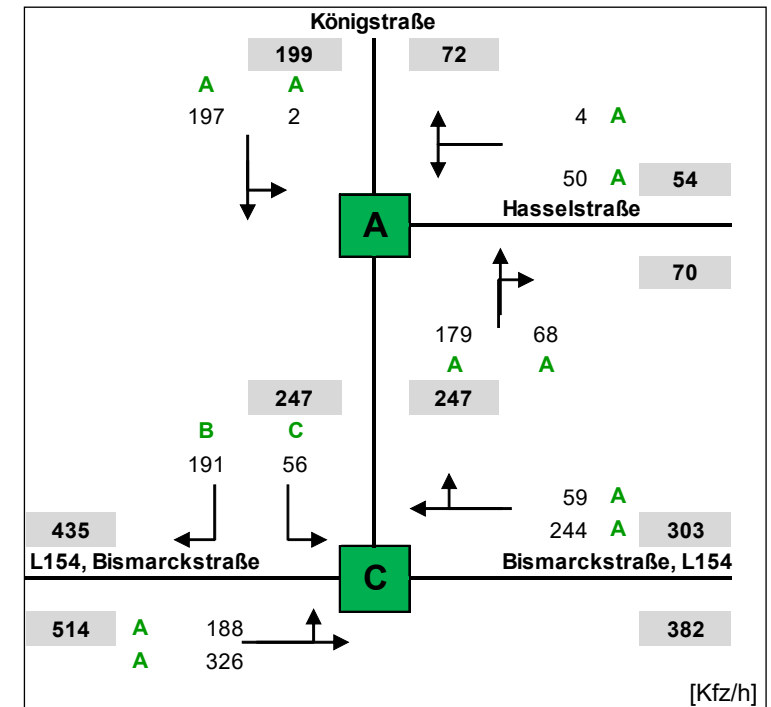 Königstraße
199 72
A A
197 2
4 A
50 A 54
Hasselstraße
A
70
179 68
A A
247 247
B C
191 56
59 A
244 A 303
435
L154, Bismarckstraße
Bismarckstraße, L154
C
514 A 188
382
A 326
[Kfz/h]